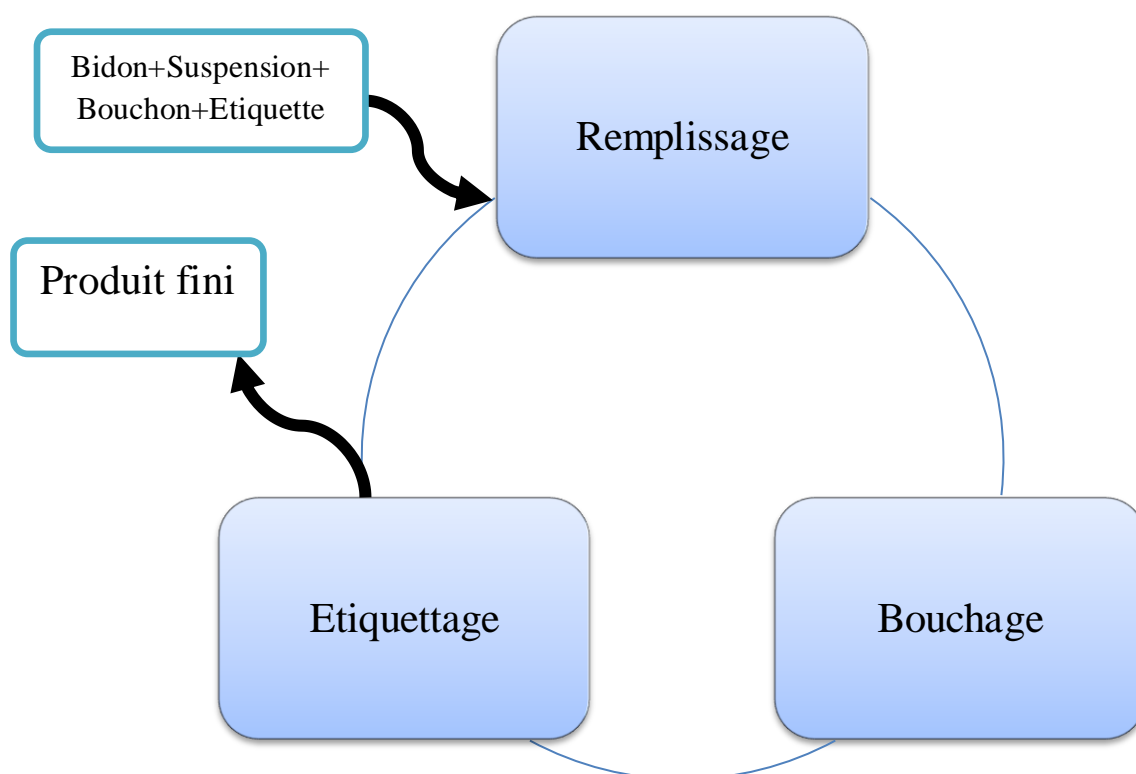 Bidon+Suspension+
Bouchon+Etiquette
Remplissage
Produit fini
Etiquettage
Bouchage